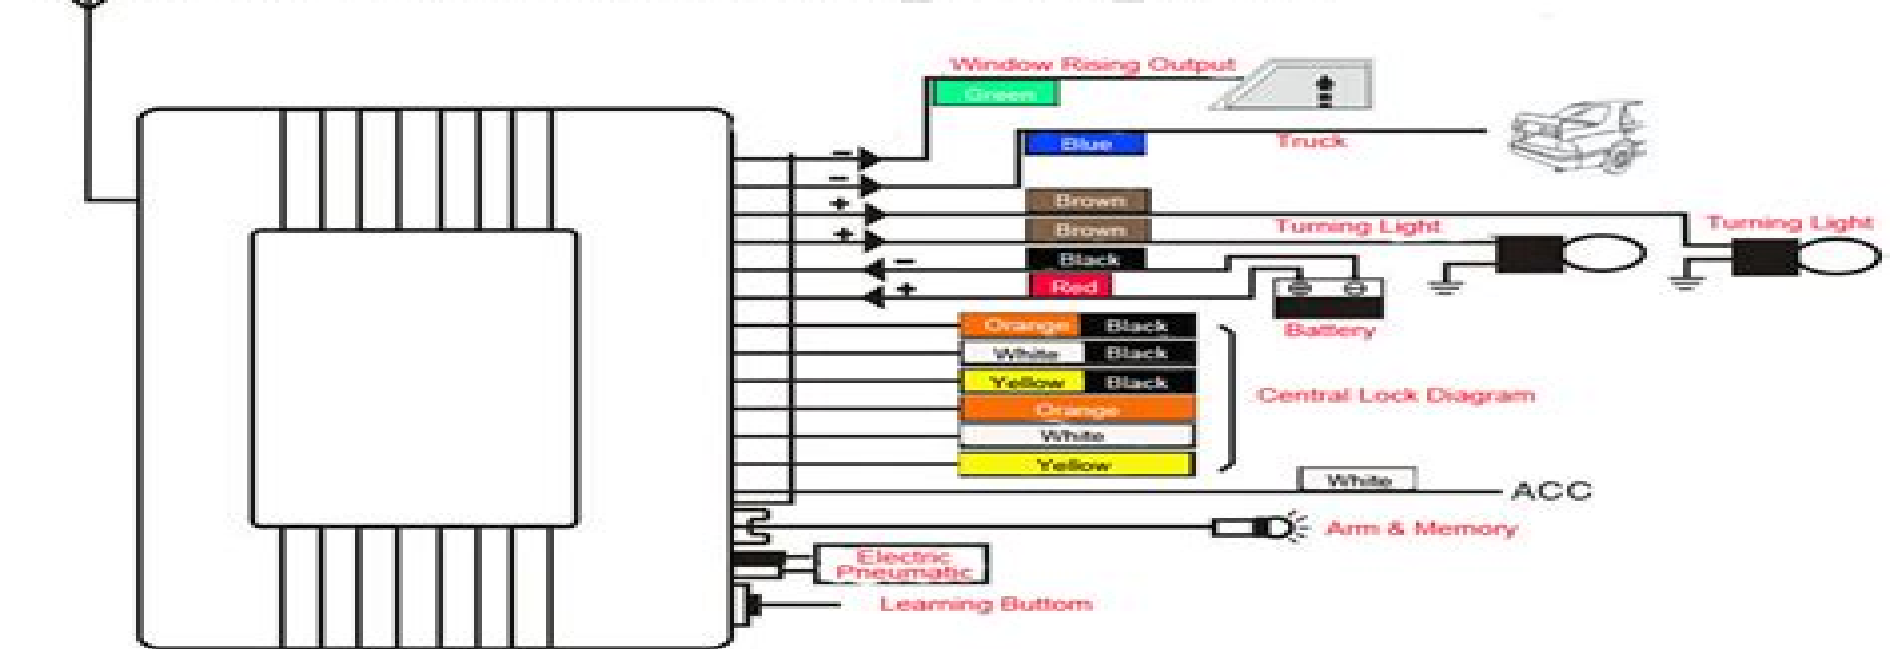 Window Rising Output
Green
Blue
Truck
Brown
Brown
Turning Light
Turning Light
Black
Red
Battery
Orange Black
White Black
Yellow Black
Orange
White
Yellow
Central Lock Diagram
White
ACC
Arm & Memory
Electric
Pneumatic
Learning Buttom